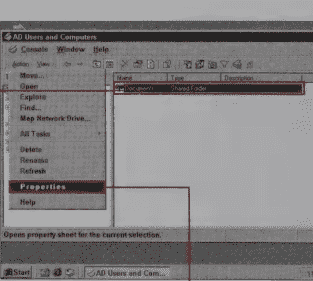 AD Users and Computers
Console Window Help
Action View
Name Type Description
Move...
Open
Documents Shared Folder
Explore
Find...
Map Network Drive...
All Tasks
Delete
Rename
Refresh
Properties
Help
Opens property sheet for the current selection.
Start AD Users and Com...